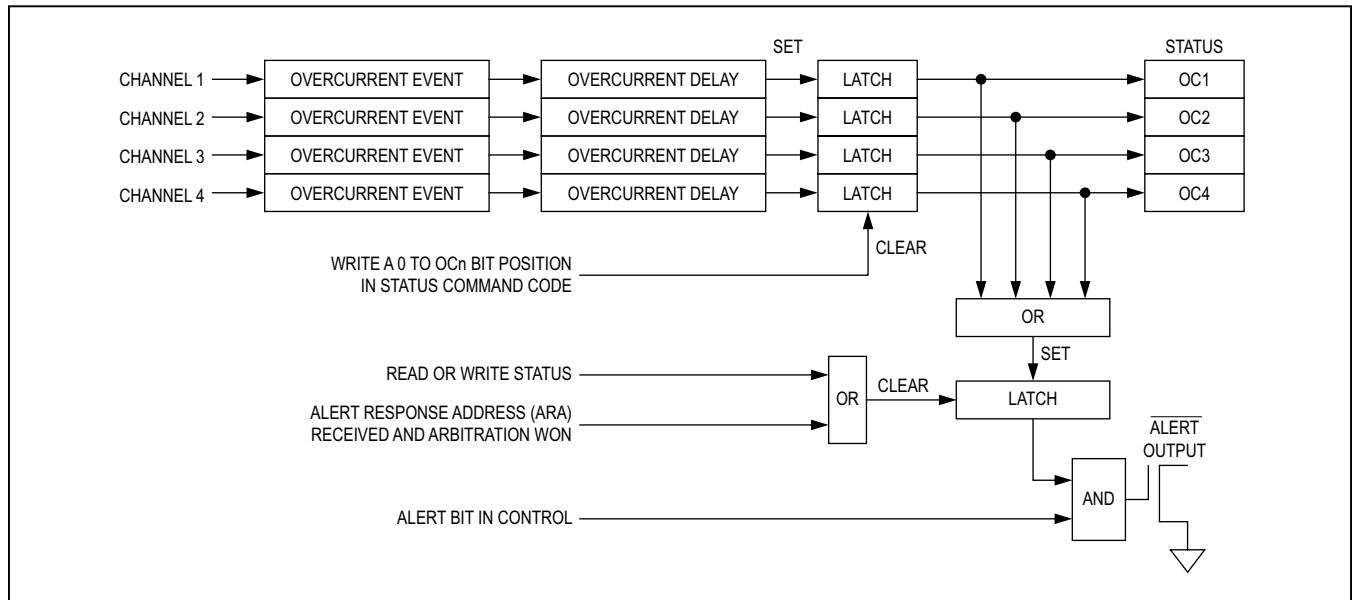 SET
STATUS
CHANNEL 1
OVERCURRENT EVENT
OVERCURRENT DELAY
LATCH
OC1
CHANNEL 2
OVERCURRENT EVENT
OVERCURRENT DELAY
LATCH
OC2
CHANNEL 3
OVERCURRENT EVENT
OVERCURRENT DELAY
LATCH
OC3
CHANNEL 4
OVERCURRENT EVENT
OVERCURRENT DELAY
LATCH
OC4
CLEAR
WRITE A 0 TO OCn BIT POSITION
IN STATUS COMMAND CODE
OR
SET
READ OR WRITE STATUS
OR
CLEAR
LATCH
ALERT RESPONSE ADDRESS (ARA)
RECEIVED AND ARBITRATION WON
ALERT
OUTPUT
AND
ALERT BIT IN CONTROL